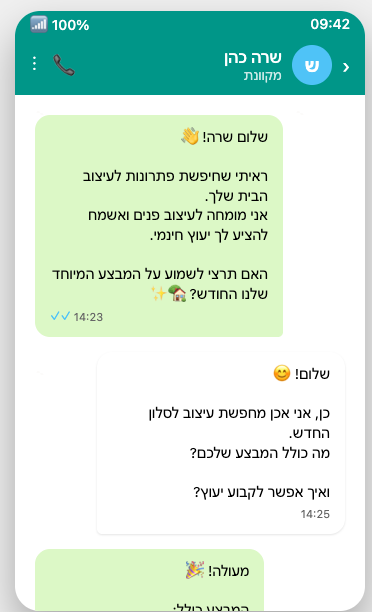 09:42
100%
שרה כהן
מקוונת
ש
שלום שרה! 👋
ראיתי שחיפשת פתרונות לעיצוב
הבית שלך.
אני מומחה לעיצוב פנים ואשמח
להציע לך יעוץ חינמי.
האם תרצי לשמוע על המבצע המיוחד
שלנו החודש? 🏡✨
14:23
שלום! 😊
כן, אני אכן מחפשת עיצוב לסלון
החדש.
מה כולל המבצע שלכם?
ואיך אפשר לקבוע יעוץ?
14:25
מעולה! 🎉
המבצע כולל: